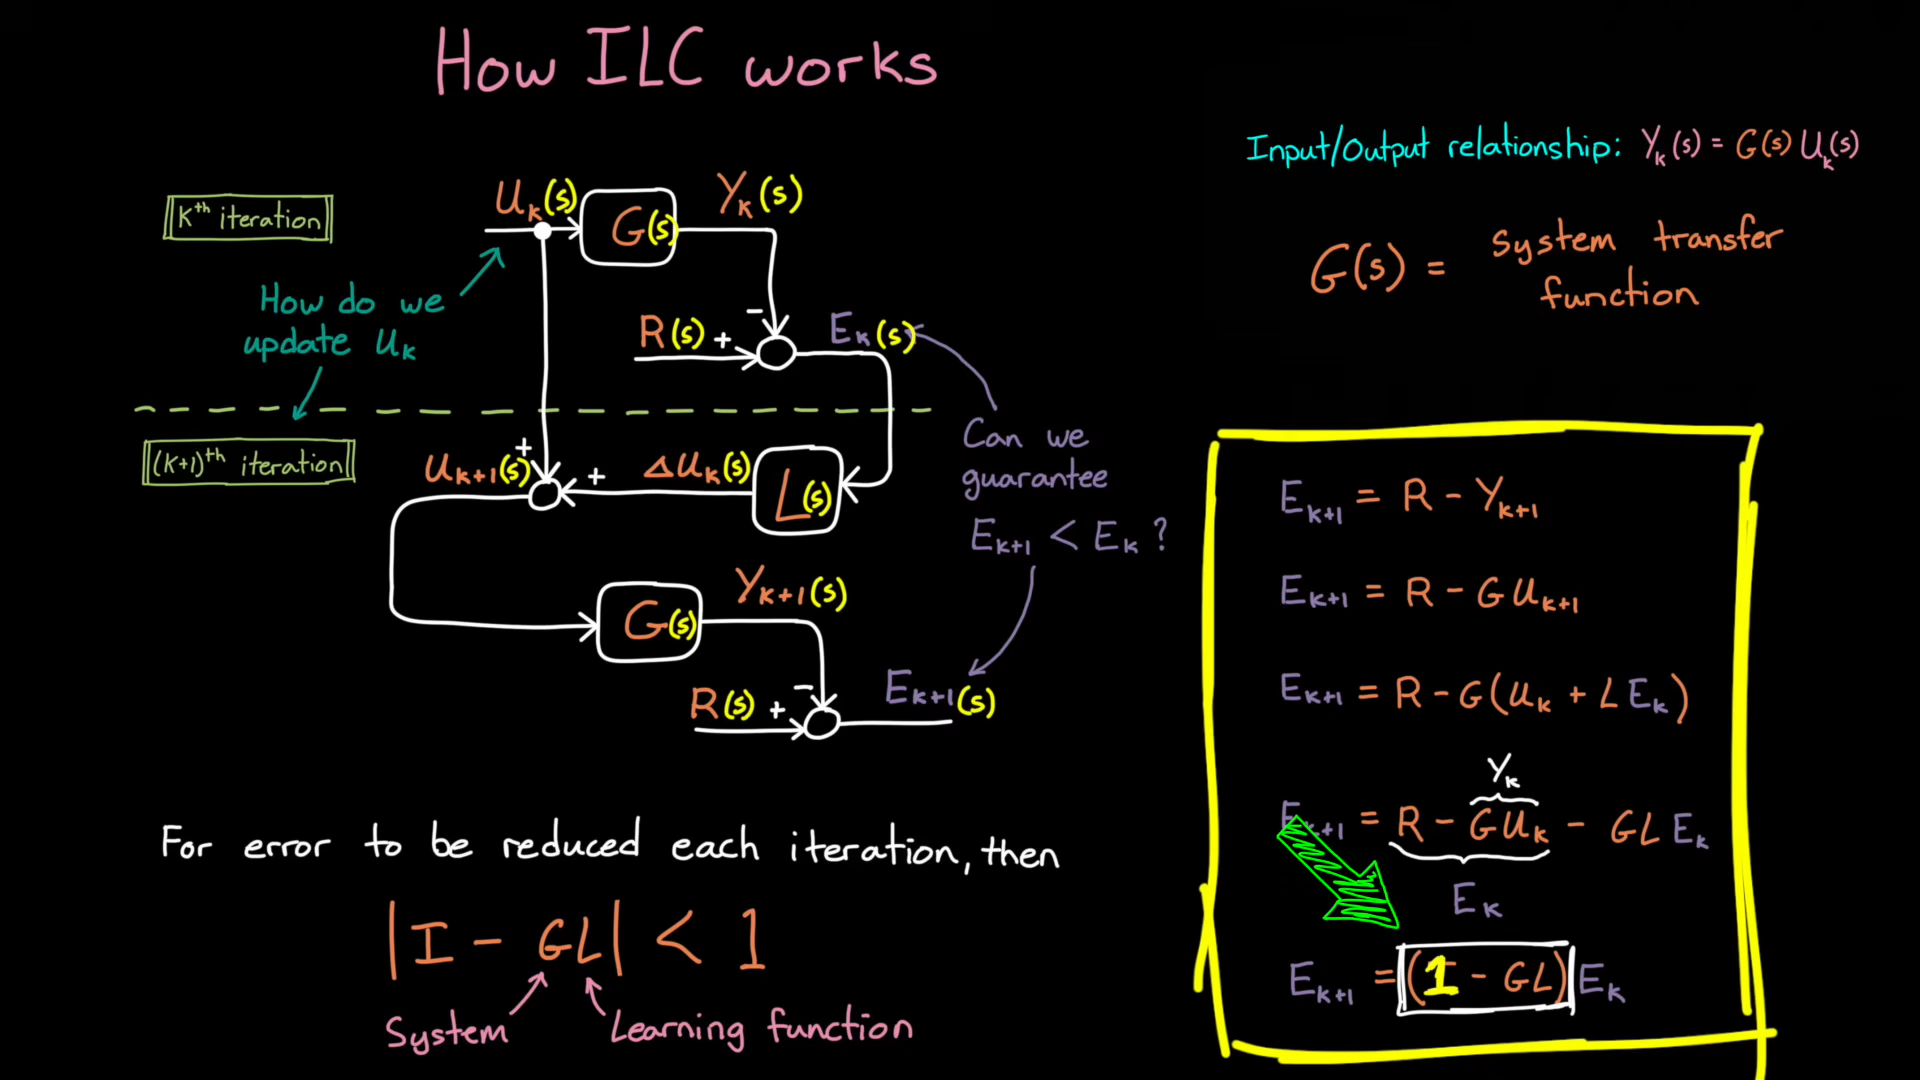 How ILC works
Input/Output relationship: Yₖ(s) = G(s) Uₖ(s)
G(s) = System transfer function
Kᵗʰ iteration
Uₖ(s)
G(s)
Yₖ(s)
How do we
update Uₖ
R(s)
+
-
Eₖ(s)
(K+1)ᵗʰ iteration
Uₖ₊₁(s)
+
+
ΔUₖ(s)
L(s)
Can we
guarantee
Eₖ₊₁ < Eₖ ?
G(s)
Yₖ₊₁(s)
R(s)
+
-
Eₖ₊₁(s)
For error to be reduced each iteration, then
|I - GL| < 1
System
Learning function
Eₖ₊₁ = R - Yₖ₊₁
Eₖ₊₁ = R - GUₖ₊₁
Eₖ₊₁ = R - G(Uₖ + LEₖ)
Yₖ
Eₖ₊₁ = R - GUₖ - GLEₖ
Eₖ
Eₖ₊₁ = (1 - GL)Eₖ